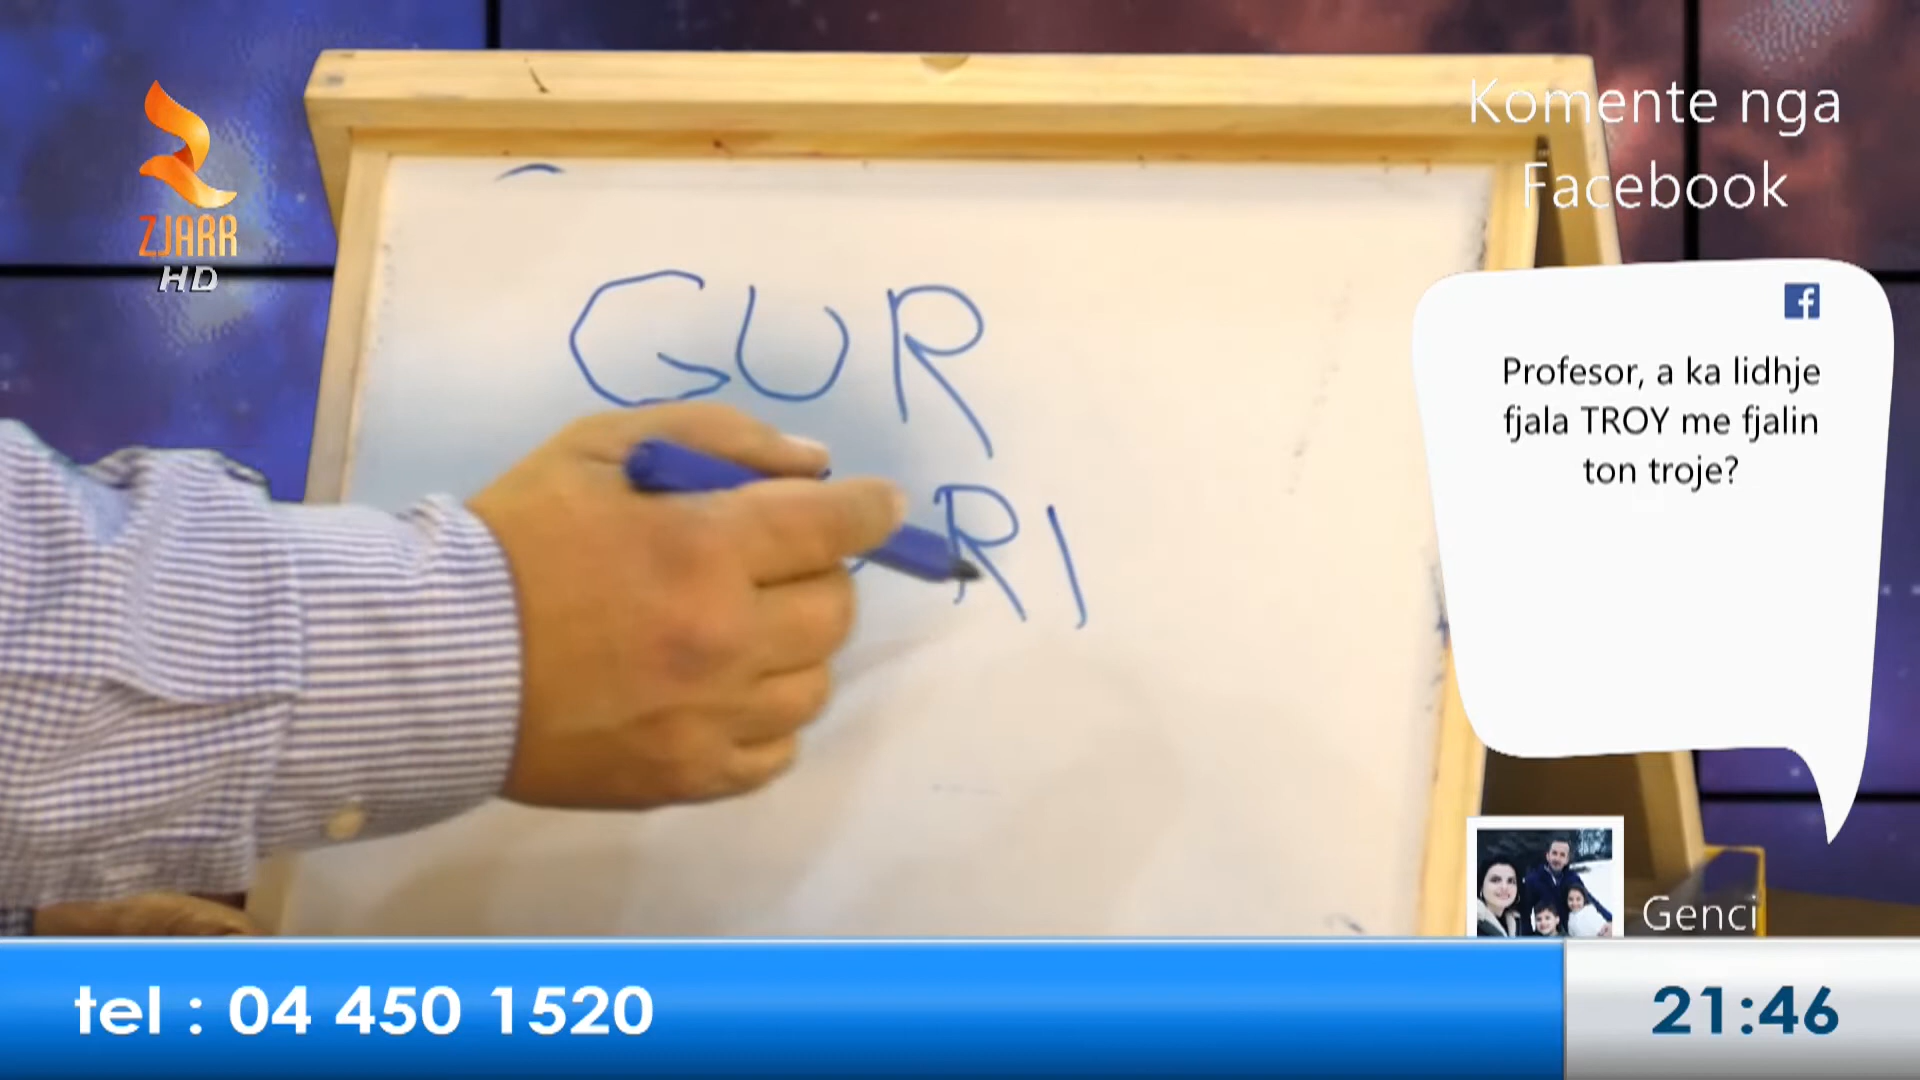 ZJARR
HD
Komente nga
Facebook
GUR
RI
Profesor, a ka lidhje
fjala TROY me fjalin
ton troje?
Genci
tel : 04 450 1520
21:46